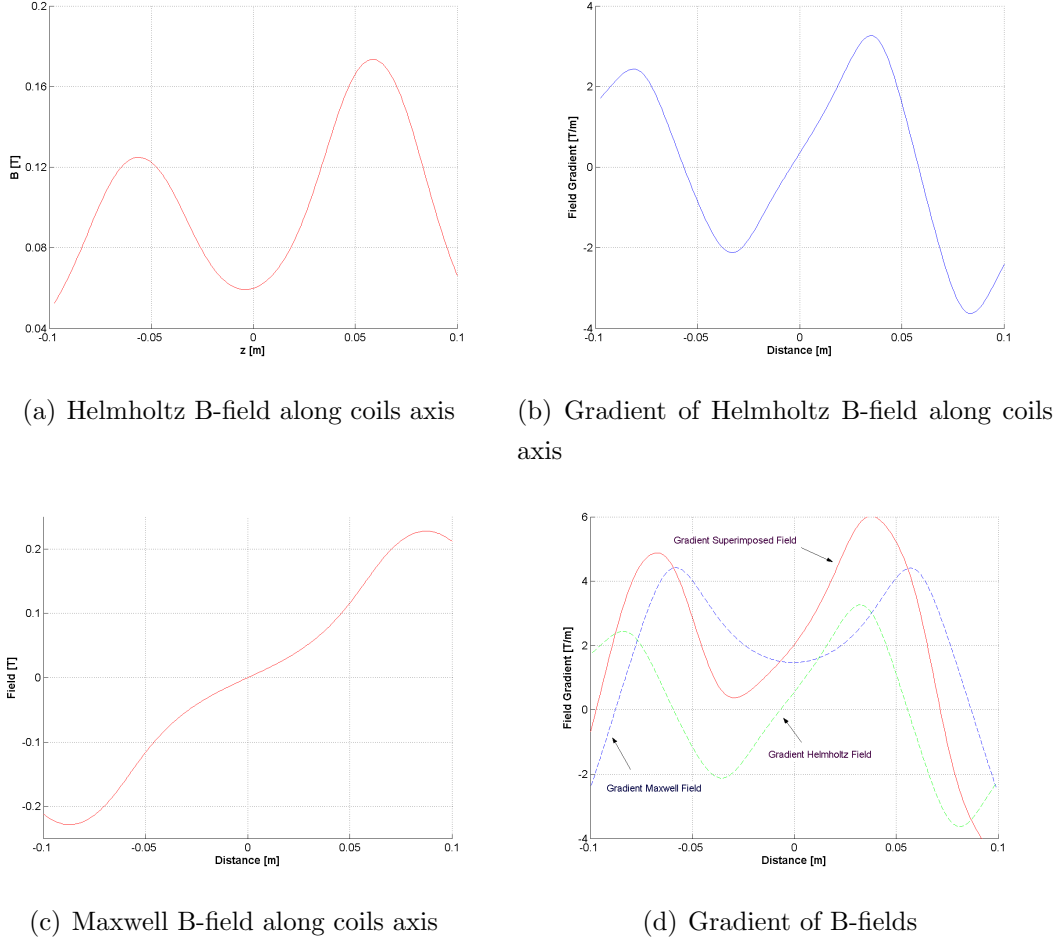 0.2
0.16
0.12
0.08
0.04
B [T]
-0.1
-0.05
0
0.05
0.1
z [m]
4
2
0
-2
-4
Field Gradient [T/m]
-0.1
-0.05
0
0.05
0.1
Distance [m]
(a) Helmholtz B-field along coils axis
(b) Gradient of Helmholtz B-field along coils
axis
0.2
0.1
0
-0.1
-0.2
Field [T]
-0.1
-0.05
0
0.05
0.1
Distance [m]
6
4
2
0
-2
-4
Field Gradient [T/m]
Gradient Superimposed Field
Gradient Helmholtz Field
Gradient Maxwell Field
-0.1
-0.05
0
0.05
0.1
Distance [m]
(c) Maxwell B-field along coils axis
(d) Gradient of B-fields